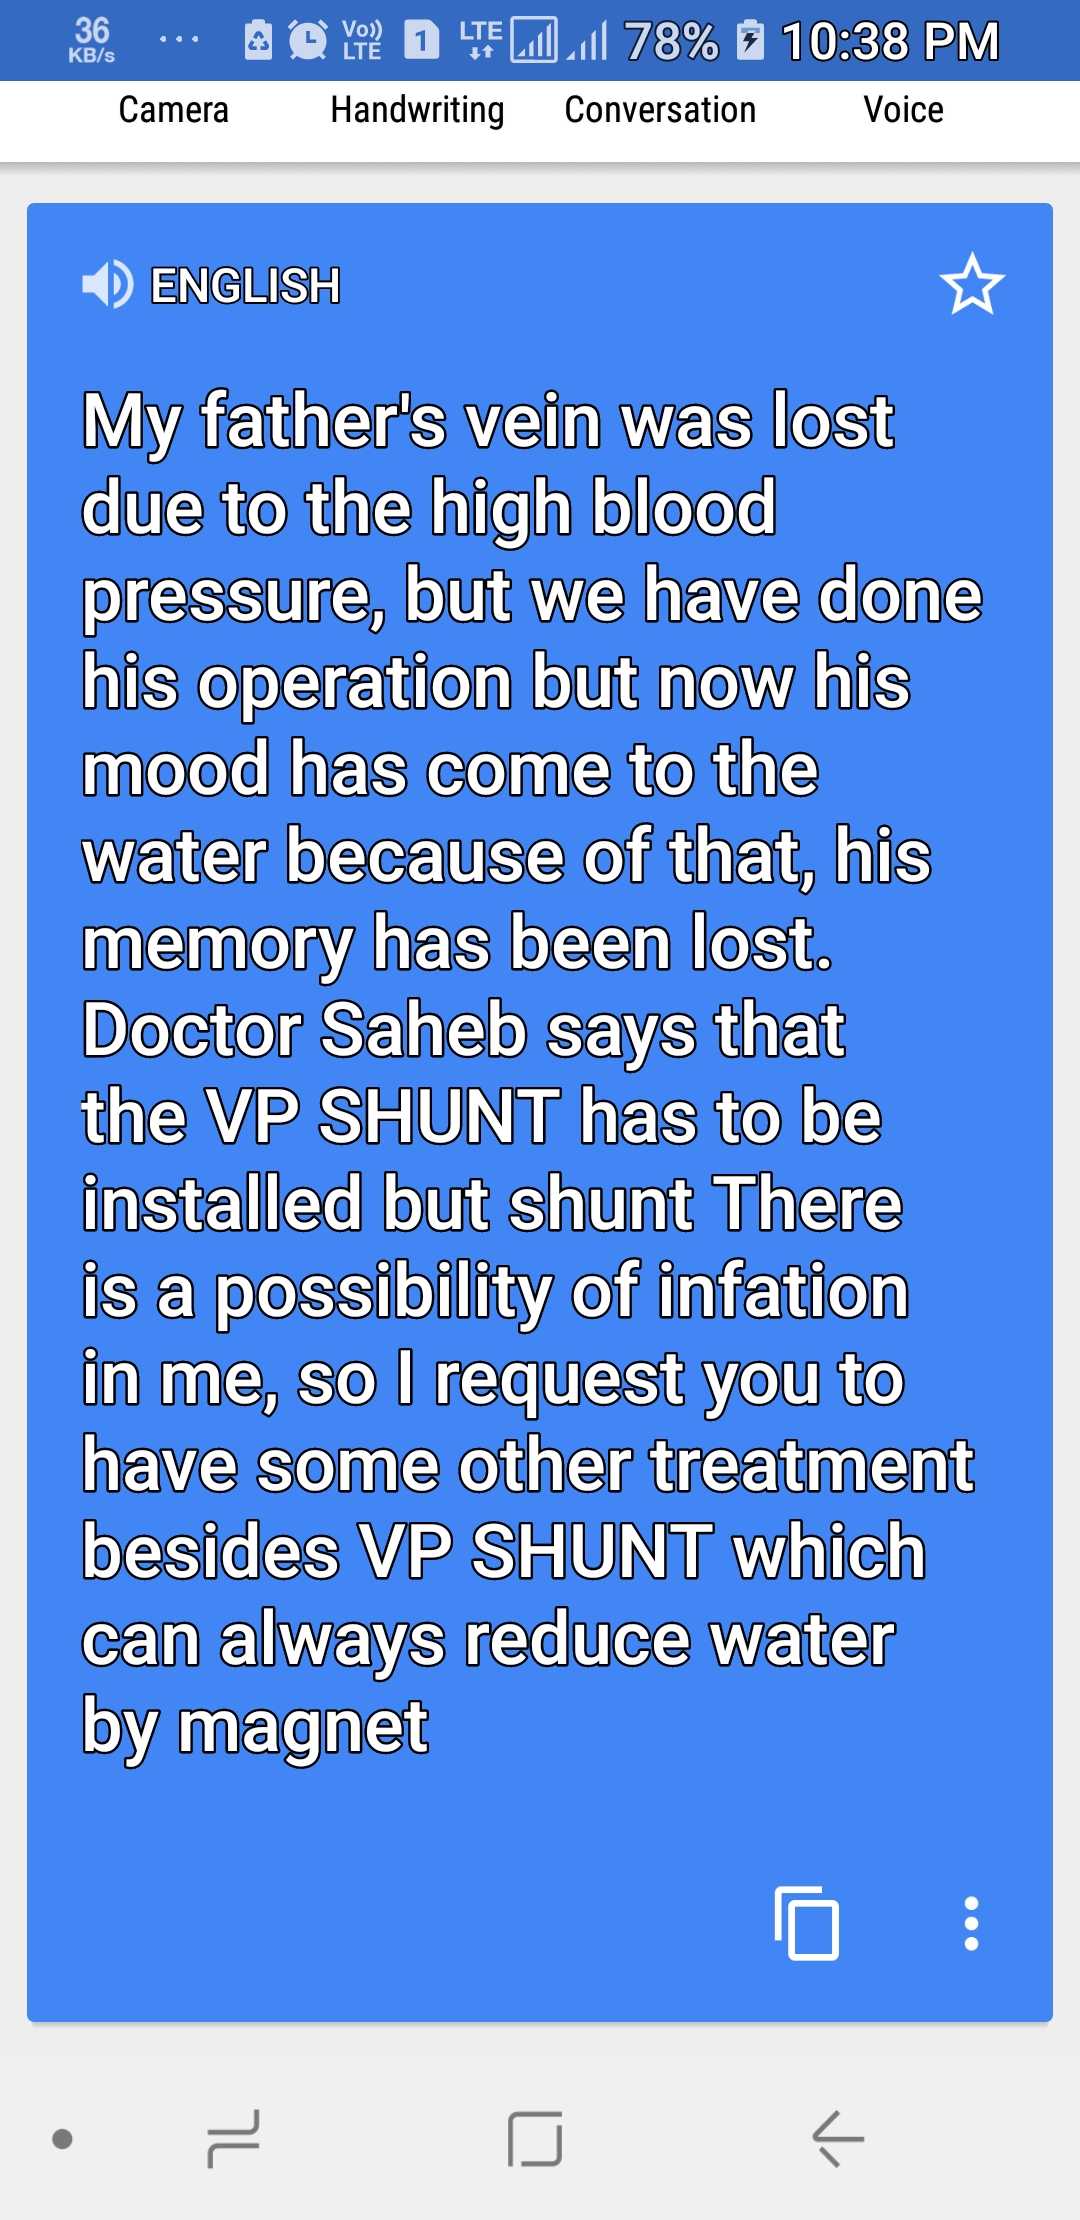 36
KB/s
...
Vo))
LTE
1
LTE
78%
10:38 PM
Camera
Handwriting
Conversation
Voice
ENGLISH
My father's vein was lost
due to the high blood
pressure, but we have done
his operation but now his
mood has come to the
water because of that, his
memory has been lost.
Doctor Saheb says that
the VP SHUNT has to be
installed but shunt There
is a possibility of infation
in me, so I request you to
have some other treatment
besides VP SHUNT which
can always reduce water
by magnet